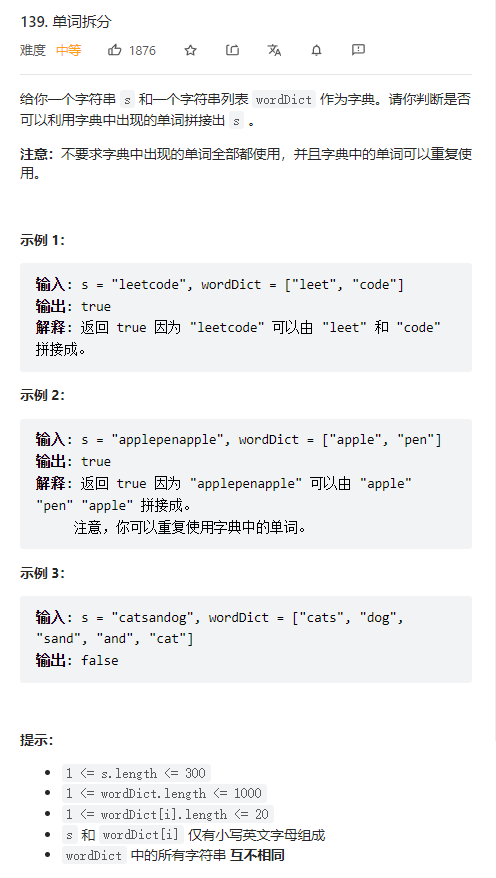 139. 单词拆分
难度 中等 1876
给你一个字符串 s 和一个字符串列表 wordDict 作为字典。请你判断是否
可以利用字典中出现的单词拼接出 s 。
注意：不要求字典中出现的单词全部都使用，并且字典中的单词可以重复使
用。
示例 1：
输入: s = "leetcode", wordDict = ["leet", "code"]
输出: true
解释: 返回 true 因为 "leetcode" 可以由 "leet" 和 "code"
拼接成。
示例 2：
输入: s = "applepenapple", wordDict = ["apple", "pen"]
输出: true
解释: 返回 true 因为 "applepenapple" 可以由 "apple"
"pen" "apple" 拼接成。
注意，你可以重复使用字典中的单词。
示例 3：
输入: s = "catsandog", wordDict = ["cats", "dog",
"sand", "and", "cat"]
输出: false
提示：
• 1 <= s.length <= 300
• 1 <= wordDict.length <= 1000
• 1 <= wordDict[i].length <= 20
• s 和 wordDict[i] 仅有小写英文字母组成
• wordDict 中的所有字符串 互不相同